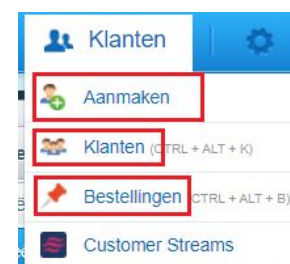 Klanten
Aanmaken
Klanten (CTRL + ALT + K)
Bestellingen CTRL + ALT + B)
Customer Streams